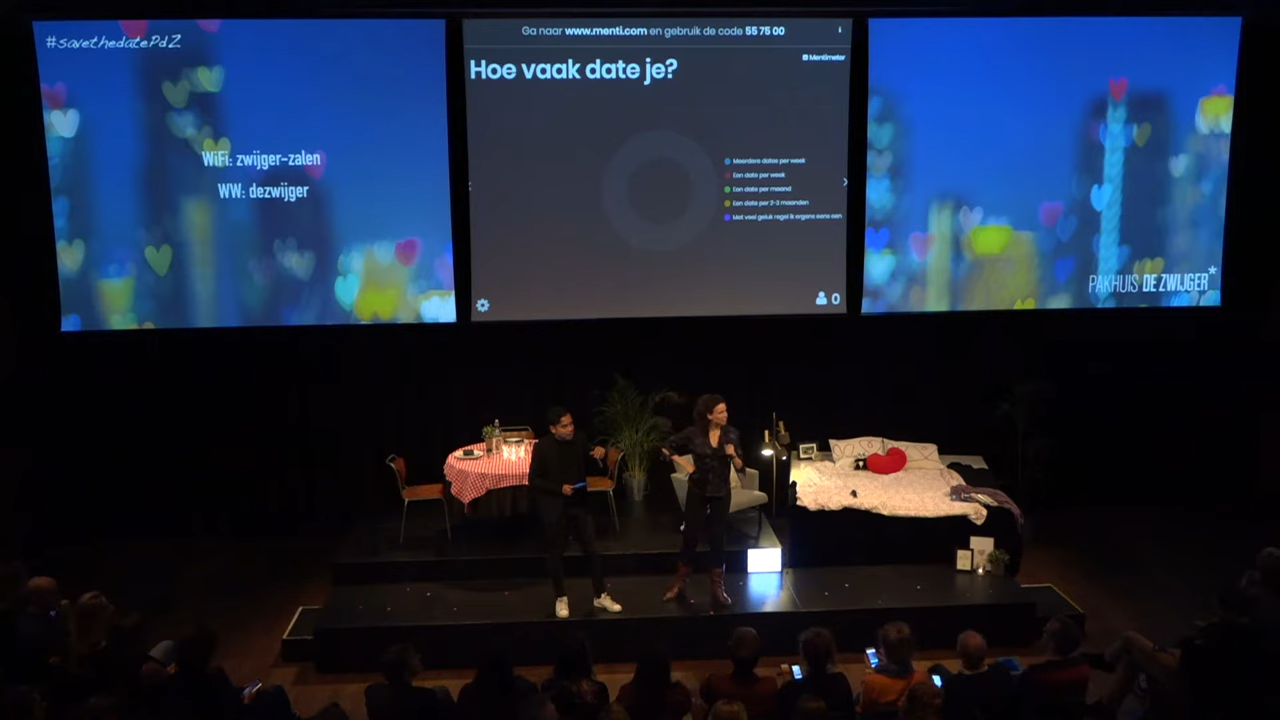 #savethedatePdZ
WiFi: zwijger-zalen
WW: dezwijger
Ga naar www.menti.com en gebruik de code 55 75 00
Mentimeter
Hoe vaak date je?
Meerdere dates per week
Een date per week
Een date per maand
Een date per 2-3 maanden
Met veel geluk regel ik ergens eens een
0
PAKHUIS DE ZWIJGER*